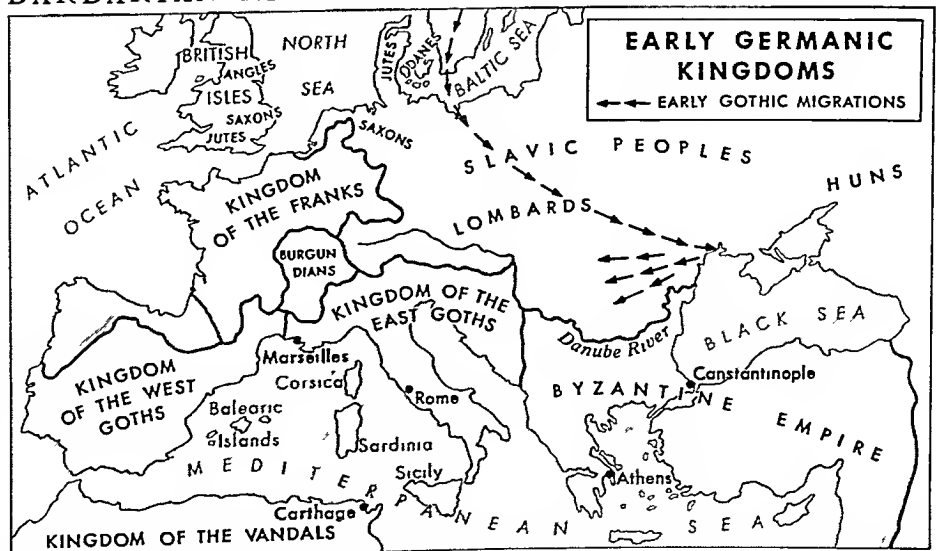 EARLY GERMANIC
KINGDOMS
EARLY GOTHIC MIGRATIONS
BRITISH
ISLES
ANGLES
SAXONS
JUTES
NORTH
SEA
JUTES
DANES
BALTIC SEA
ATLANTIC
OCEAN
SAXONS
SLAVIC PEOPLES
HUNS
LOMBARDS
KINGDOM
OF THE FRANKS
BURGUN
DIANS
KINGDOM OF THE
EAST GOTHS
Danube River
BLACK SEA
KINGDOM
OF THE WEST
GOTHS
Marseilles
Corsica
Rome
Balearic
Islands
Sardinia
Sicily
Canstantinople
BYZANTINE EMPIRE
Athens
MEDITERRANEAN SEA
Carthage
KINGDOM OF THE VANDALS